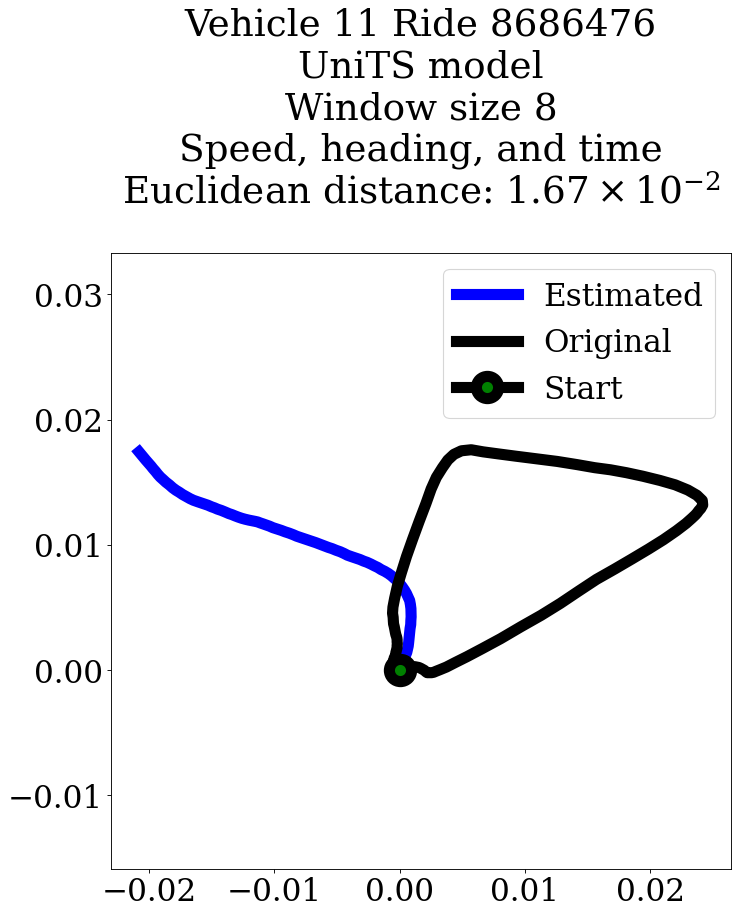 Vehicle 11 Ride 8686476
UniTS model
Window size 8
Speed, heading, and time
Euclidean distance: 1.67 × 10⁻²
Estimated
Original
Start
0.03
0.02
0.01
0.00
−0.01
−0.02
−0.01
0.00
0.01
0.02